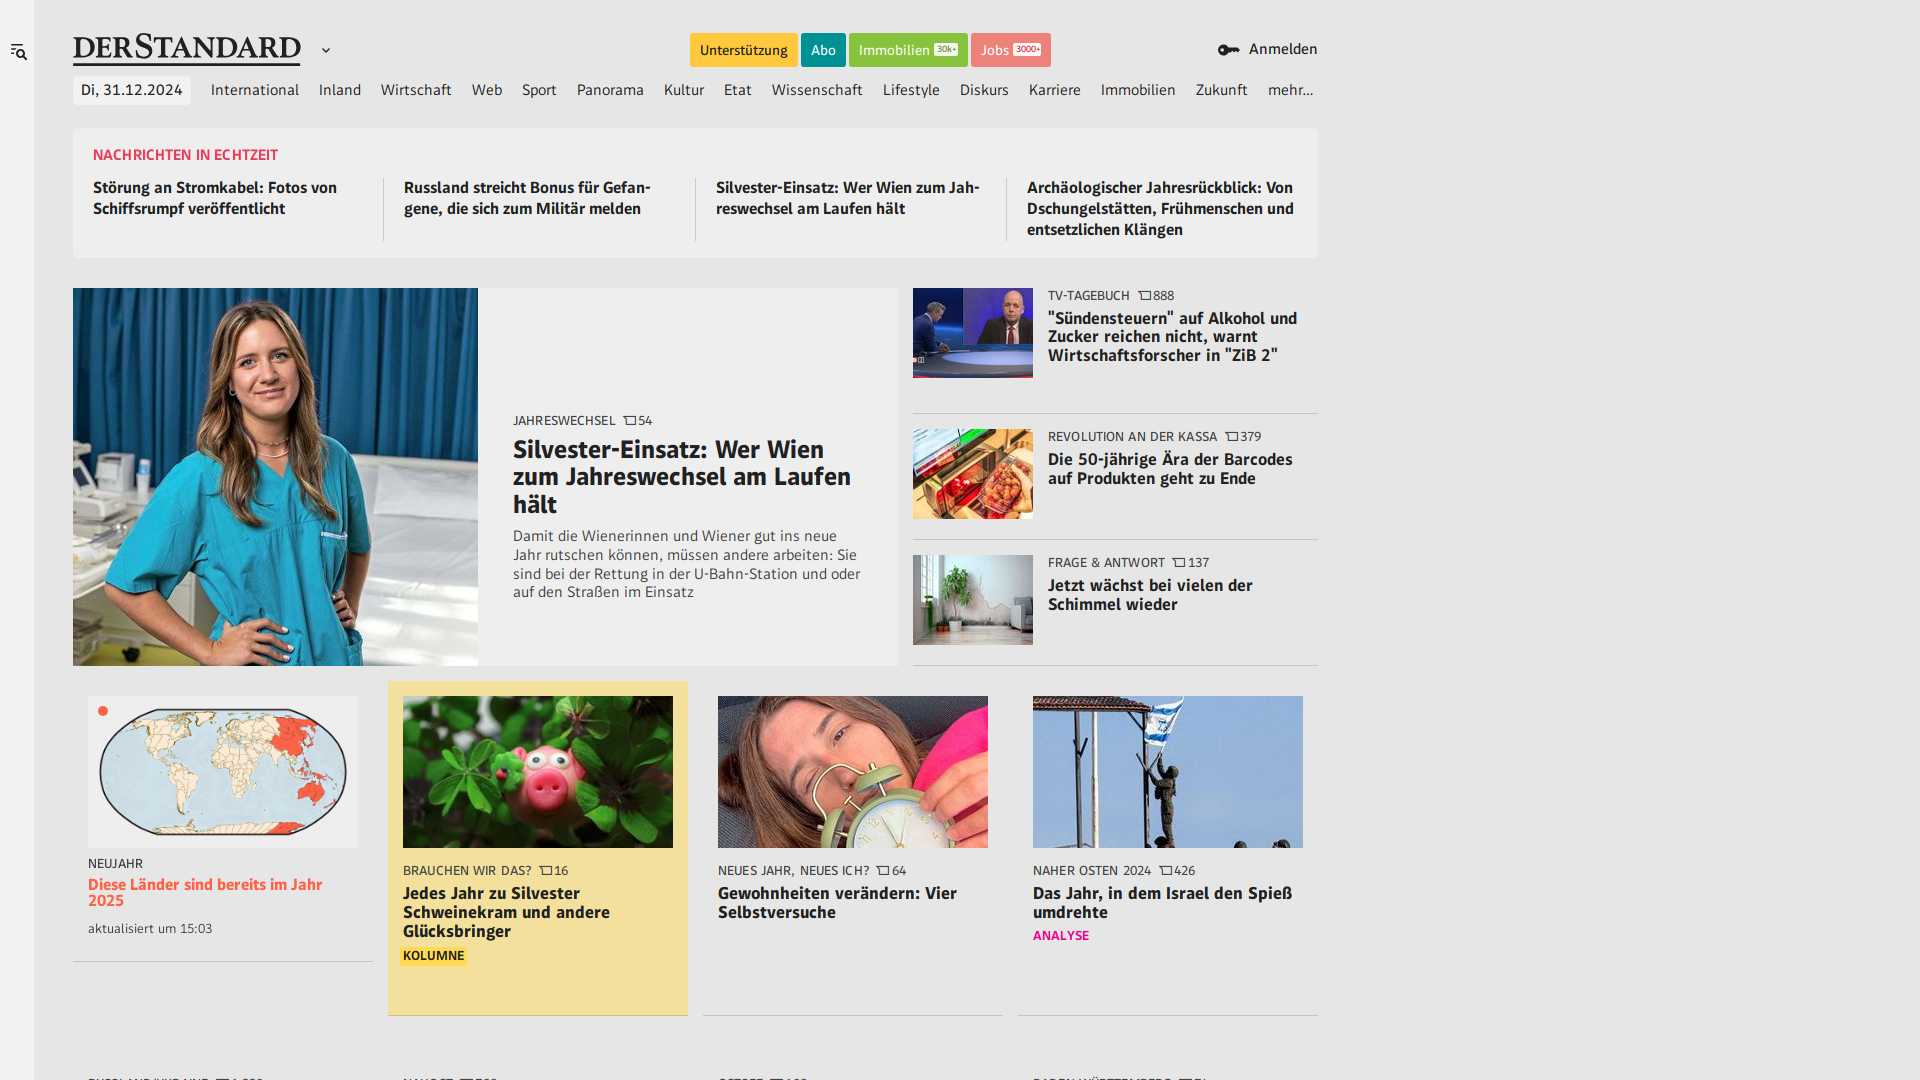 DERSTANDARD
Unterstützung
Abo
Immobilien 30k+
Jobs 3000+
Anmelden
Di, 31.12.2024
International
Inland
Wirtschaft
Web
Sport
Panorama
Kultur
Etat
Wissenschaft
Lifestyle
Diskurs
Karriere
Immobilien
Zukunft
mehr...
NACHRICHTEN IN ECHTZEIT
Störung an Stromkabel: Fotos von
Schiffsrumpf veröffentlicht
Russland streicht Bonus für Gefan-
gene, die sich zum Militär melden
Silvester-Einsatz: Wer Wien zum Jah-
reswechsel am Laufen hält
Archäologischer Jahresrückblick: Von
Dschungelstätten, Frühmenschen und
entsetzlichen Klängen
JAHRESWECHSEL 54
Silvester-Einsatz: Wer Wien
zum Jahreswechsel am Laufen
hält
Damit die Wienerinnen und Wiener gut ins neue
Jahr rutschen können, müssen andere arbeiten: Sie
sind bei der Rettung in der U-Bahn-Station und oder
auf den Straßen im Einsatz
TV-TAGEBUCH 888
"Sündensteuern" auf Alkohol und
Zucker reichen nicht, warnt
Wirtschaftsforscher in "ZiB 2"
REVOLUTION AN DER KASSA 379
Die 50-jährige Ära der Barcodes
auf Produkten geht zu Ende
FRAGE & ANTWORT 137
Jetzt wächst bei vielen der
Schimmel wieder
NEUJAHR
Diese Länder sind bereits im Jahr
2025
aktualisiert um 15:03
BRAUCHEN WIR DAS? 16
Jedes Jahr zu Silvester
Schweinekram und andere
Glücksbringer
KOLUMNE
NEUES JAHR, NEUES ICH? 64
Gewohnheiten verändern: Vier
Selbstversuche
NAHER OSTEN 2024 426
Das Jahr, in dem Israel den Spieß
umdrehte
ANALYSE